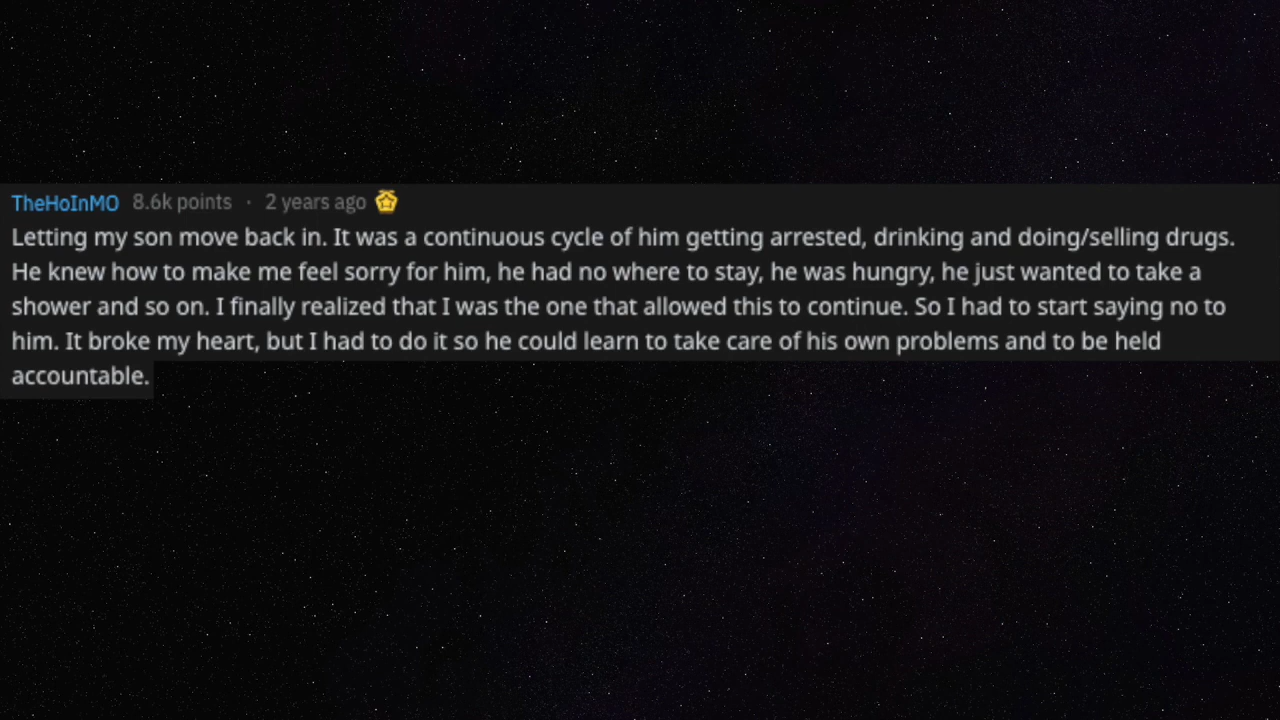 TheHoInMO 8.6k points · 2 years ago
Letting my son move back in. It was a continuous cycle of him getting arrested, drinking and doing/selling drugs.
He knew how to make me feel sorry for him, he had no where to stay, he was hungry, he just wanted to take a
shower and so on. I finally realized that I was the one that allowed this to continue. So I had to start saying no to
him. It broke my heart, but I had to do it so he could learn to take care of his own problems and to be held
accountable.